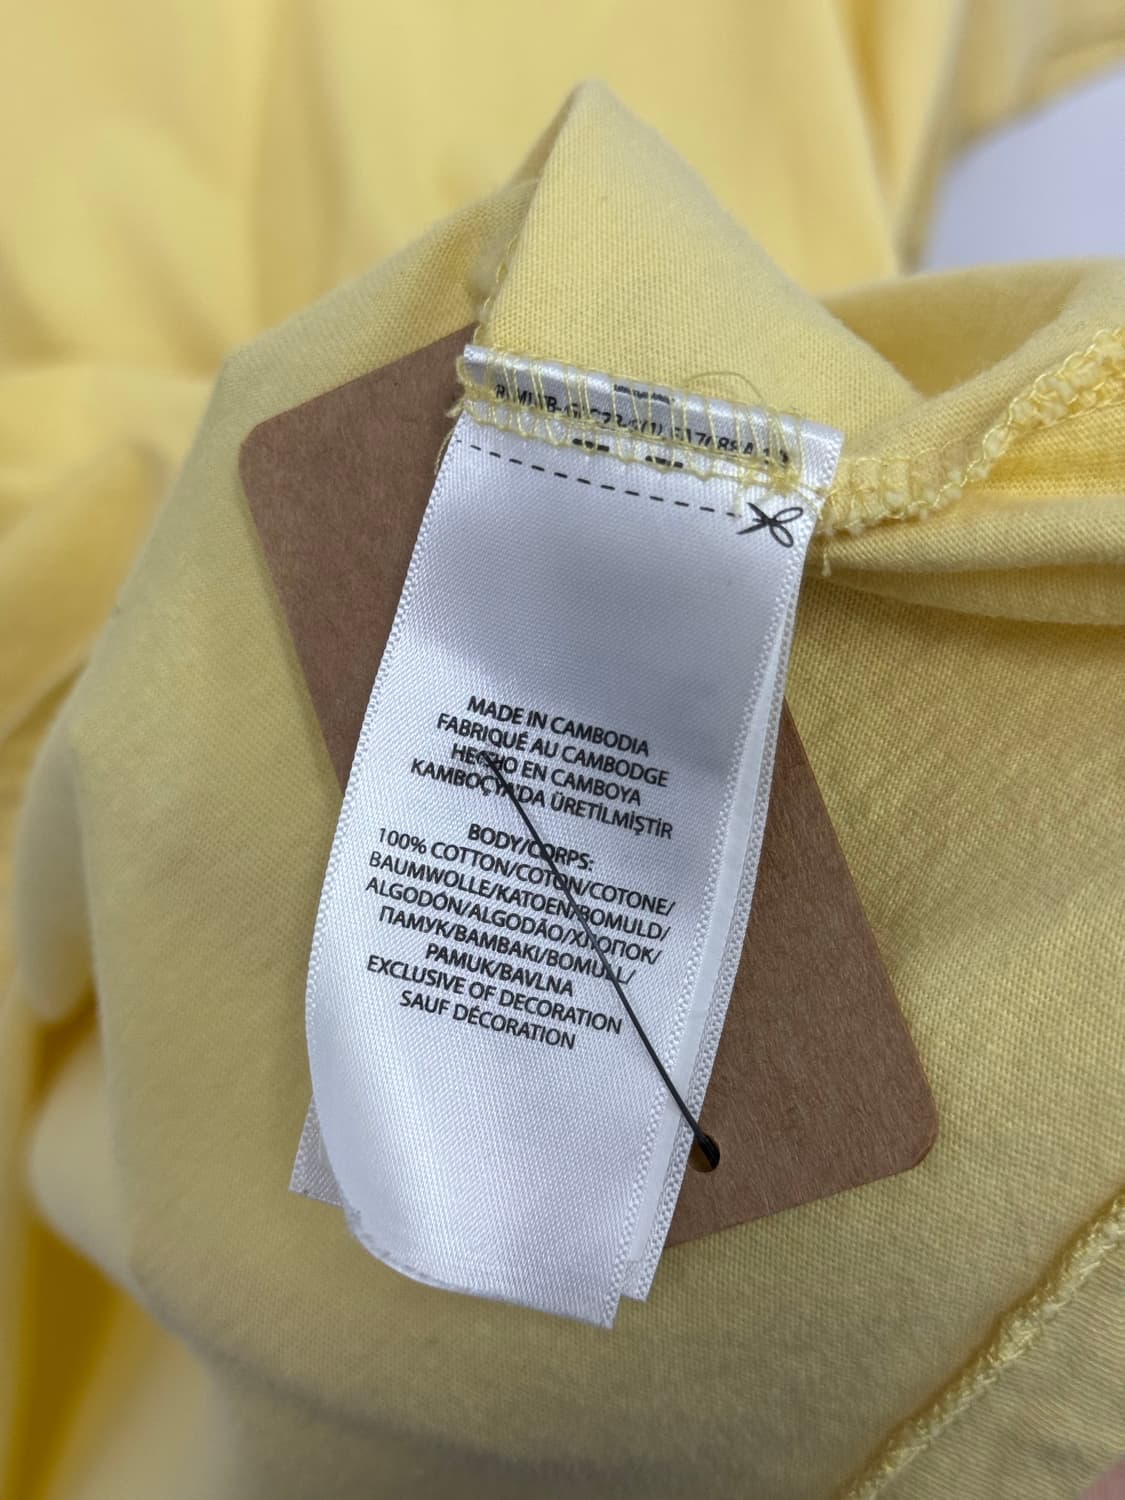 MADE IN CAMBODIA
FABRIQUÉ AU CAMBODGE
HECHO EN CAMBOYA
KAMBOÇYA'DA ÜRETİLMİŞTİR
BODY/CORPS:
100% COTTON/COTON/COTONE/
BAUMWOLLE/KATOEN/BOMULD/
ALGODÓN/ALGODÃO/ХЛОПОК/
ПАМУК/BAMBAKI/BOMULL/
PAMUK/BAVLNA
EXCLUSIVE OF DECORATION
SAUF DÉCORATION